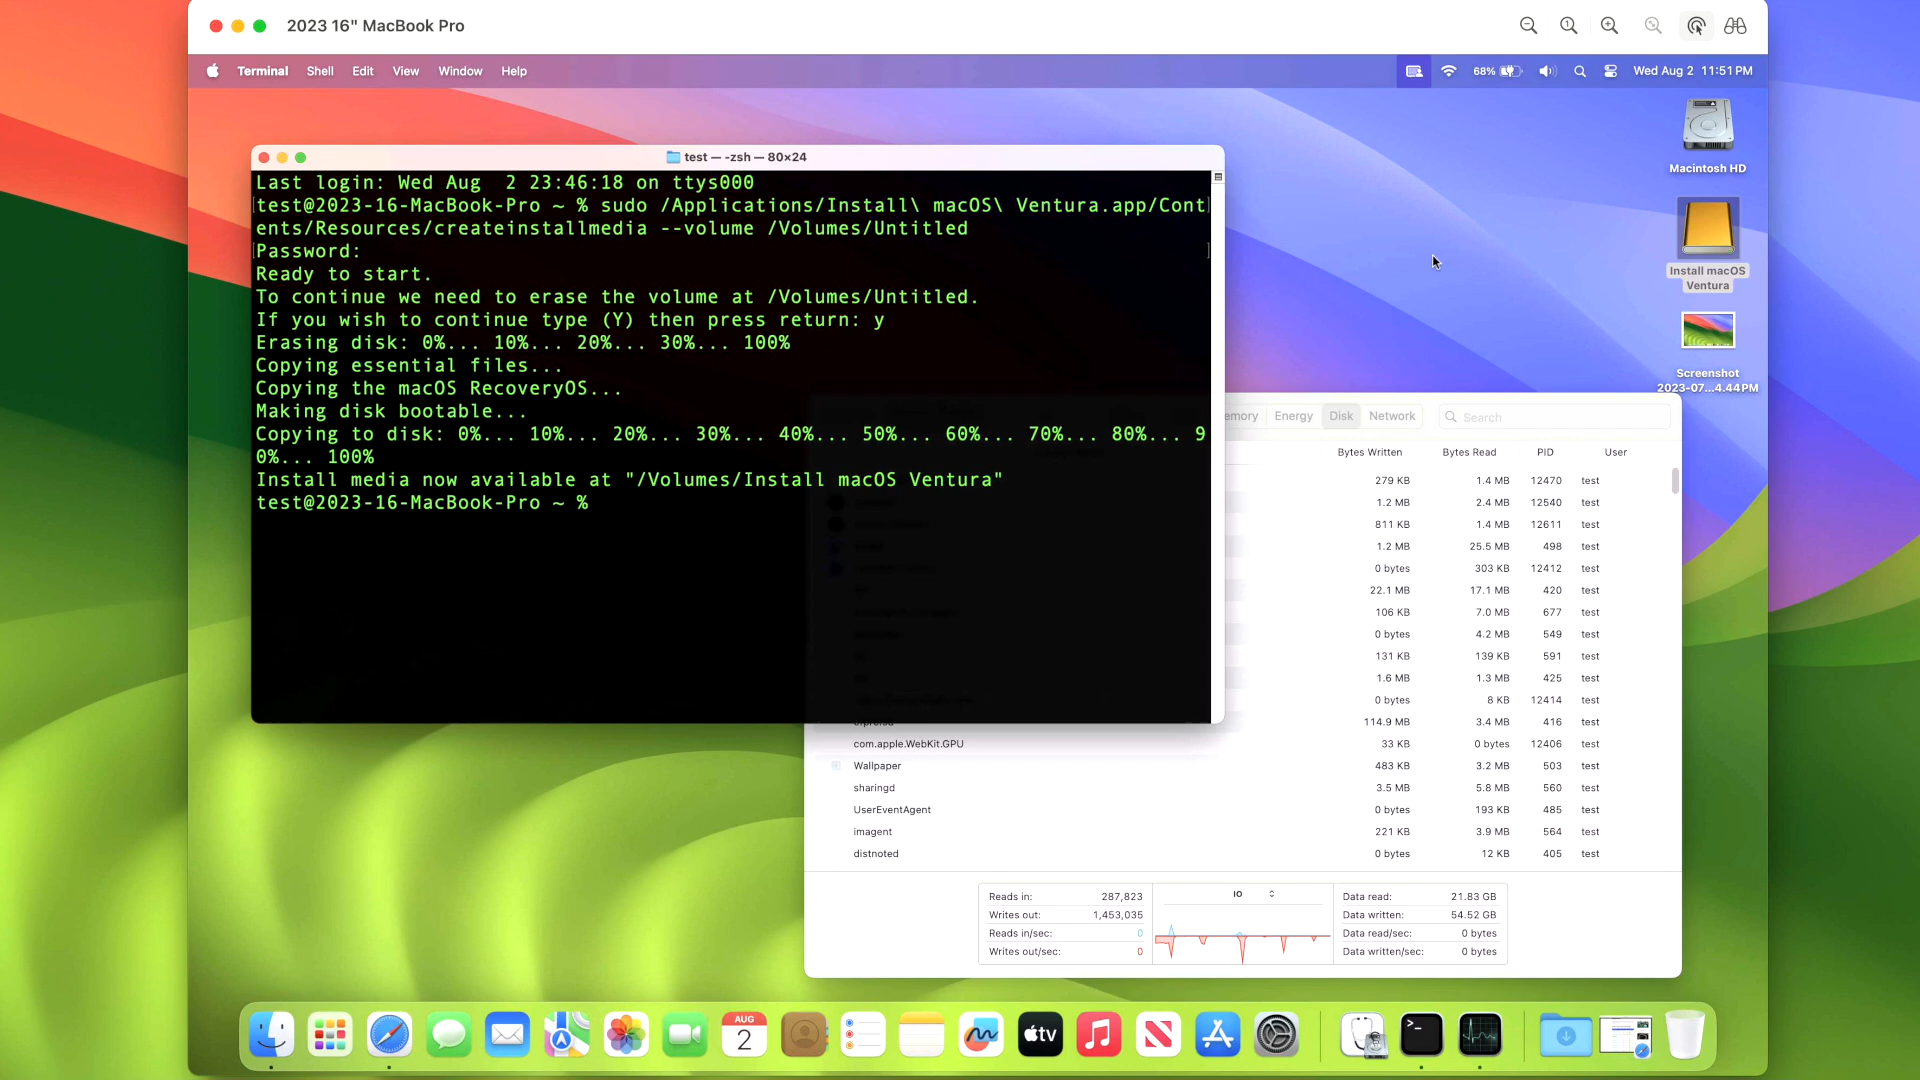 2023 16" MacBook Pro
Terminal Shell Edit View Window Help
68% Wed Aug 2 11:51 PM
Macintosh HD
Install macOS
Ventura
Screenshot
2023-07...4.44 PM
test — -zsh — 80×24
Last login: Wed Aug  2 23:46:18 on ttys000
test@2023-16-MacBook-Pro ~ % sudo /Applications/Install\ macOS\ Ventura.app/Cont
ents/Resources/createinstallmedia --volume /Volumes/Untitled
Password:
Ready to start.
To continue we need to erase the volume at /Volumes/Untitled.
If you wish to continue type (Y) then press return: y
Erasing disk: 0%... 10%... 20%... 30%... 100%
Copying essential files...
Copying the macOS RecoveryOS...
Making disk bootable...
Copying to disk: 0%... 10%... 20%... 30%... 40%... 50%... 60%... 70%... 80%... 9
0%... 100%
Install media now available at "/Volumes/Install macOS Ventura"
test@2023-16-MacBook-Pro ~ %
emory Energy Disk Network Search
Bytes Written Bytes Read PID User
279 KB 1.4 MB 12470 test
1.2 MB 2.4 MB 12540 test
811 KB 1.4 MB 12611 test
1.2 MB 25.5 MB 498 test
0 bytes 303 KB 12412 test
22.1 MB 17.1 MB 420 test
106 KB 7.0 MB 677 test
0 bytes 4.2 MB 549 test
131 KB 139 KB 591 test
1.6 MB 1.3 MB 425 test
0 bytes 8 KB 12414 test
114.9 MB 3.4 MB 416 test
com.apple.WebKit.GPU 33 KB 0 bytes 12406 test
Wallpaper 483 KB 3.2 MB 503 test
sharingd 3.5 MB 5.8 MB 560 test
UserEventAgent 0 bytes 193 KB 485 test
imagent 221 KB 3.9 MB 564 test
distnoted 0 bytes 12 KB 405 test
Reads in: 287,823
Writes out: 1,453,035
Reads in/sec: 0
Writes out/sec: 0
IO
Data read: 21.83 GB
Data written: 54.52 GB
Data read/sec: 0 bytes
Data written/sec: 0 bytes
AUG
2
tv
>_